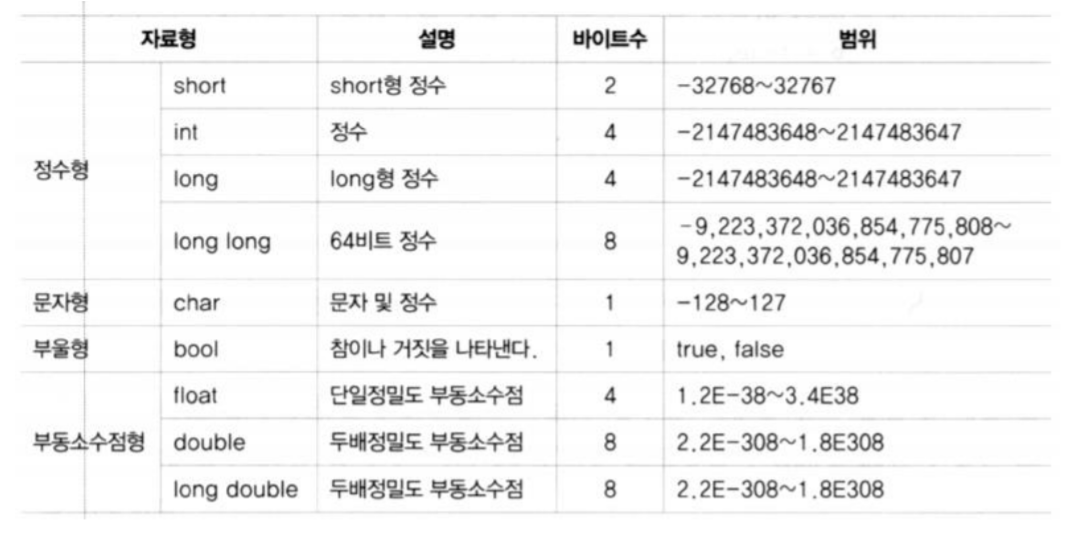 자료형 설명 바이트수 범위
정수형 short short형 정수 2 -32768~32767
int 정수 4 -2147483648~2147483647
long long형 정수 4 -2147483648~2147483647
long long 64비트 정수 8 -9,223,372,036,854,775,808~
9,223,372,036,854,775,807
문자형 char 문자 및 정수 1 -128~127
부울형 bool 참이나 거짓을 나타낸다. 1 true, false
부동소수점형 float 단일정밀도 부동소수점 4 1.2E-38~3.4E38
double 두배정밀도 부동소수점 8 2.2E-308~1.8E308
long double 두배정밀도 부동소수점 8 2.2E-308~1.8E308